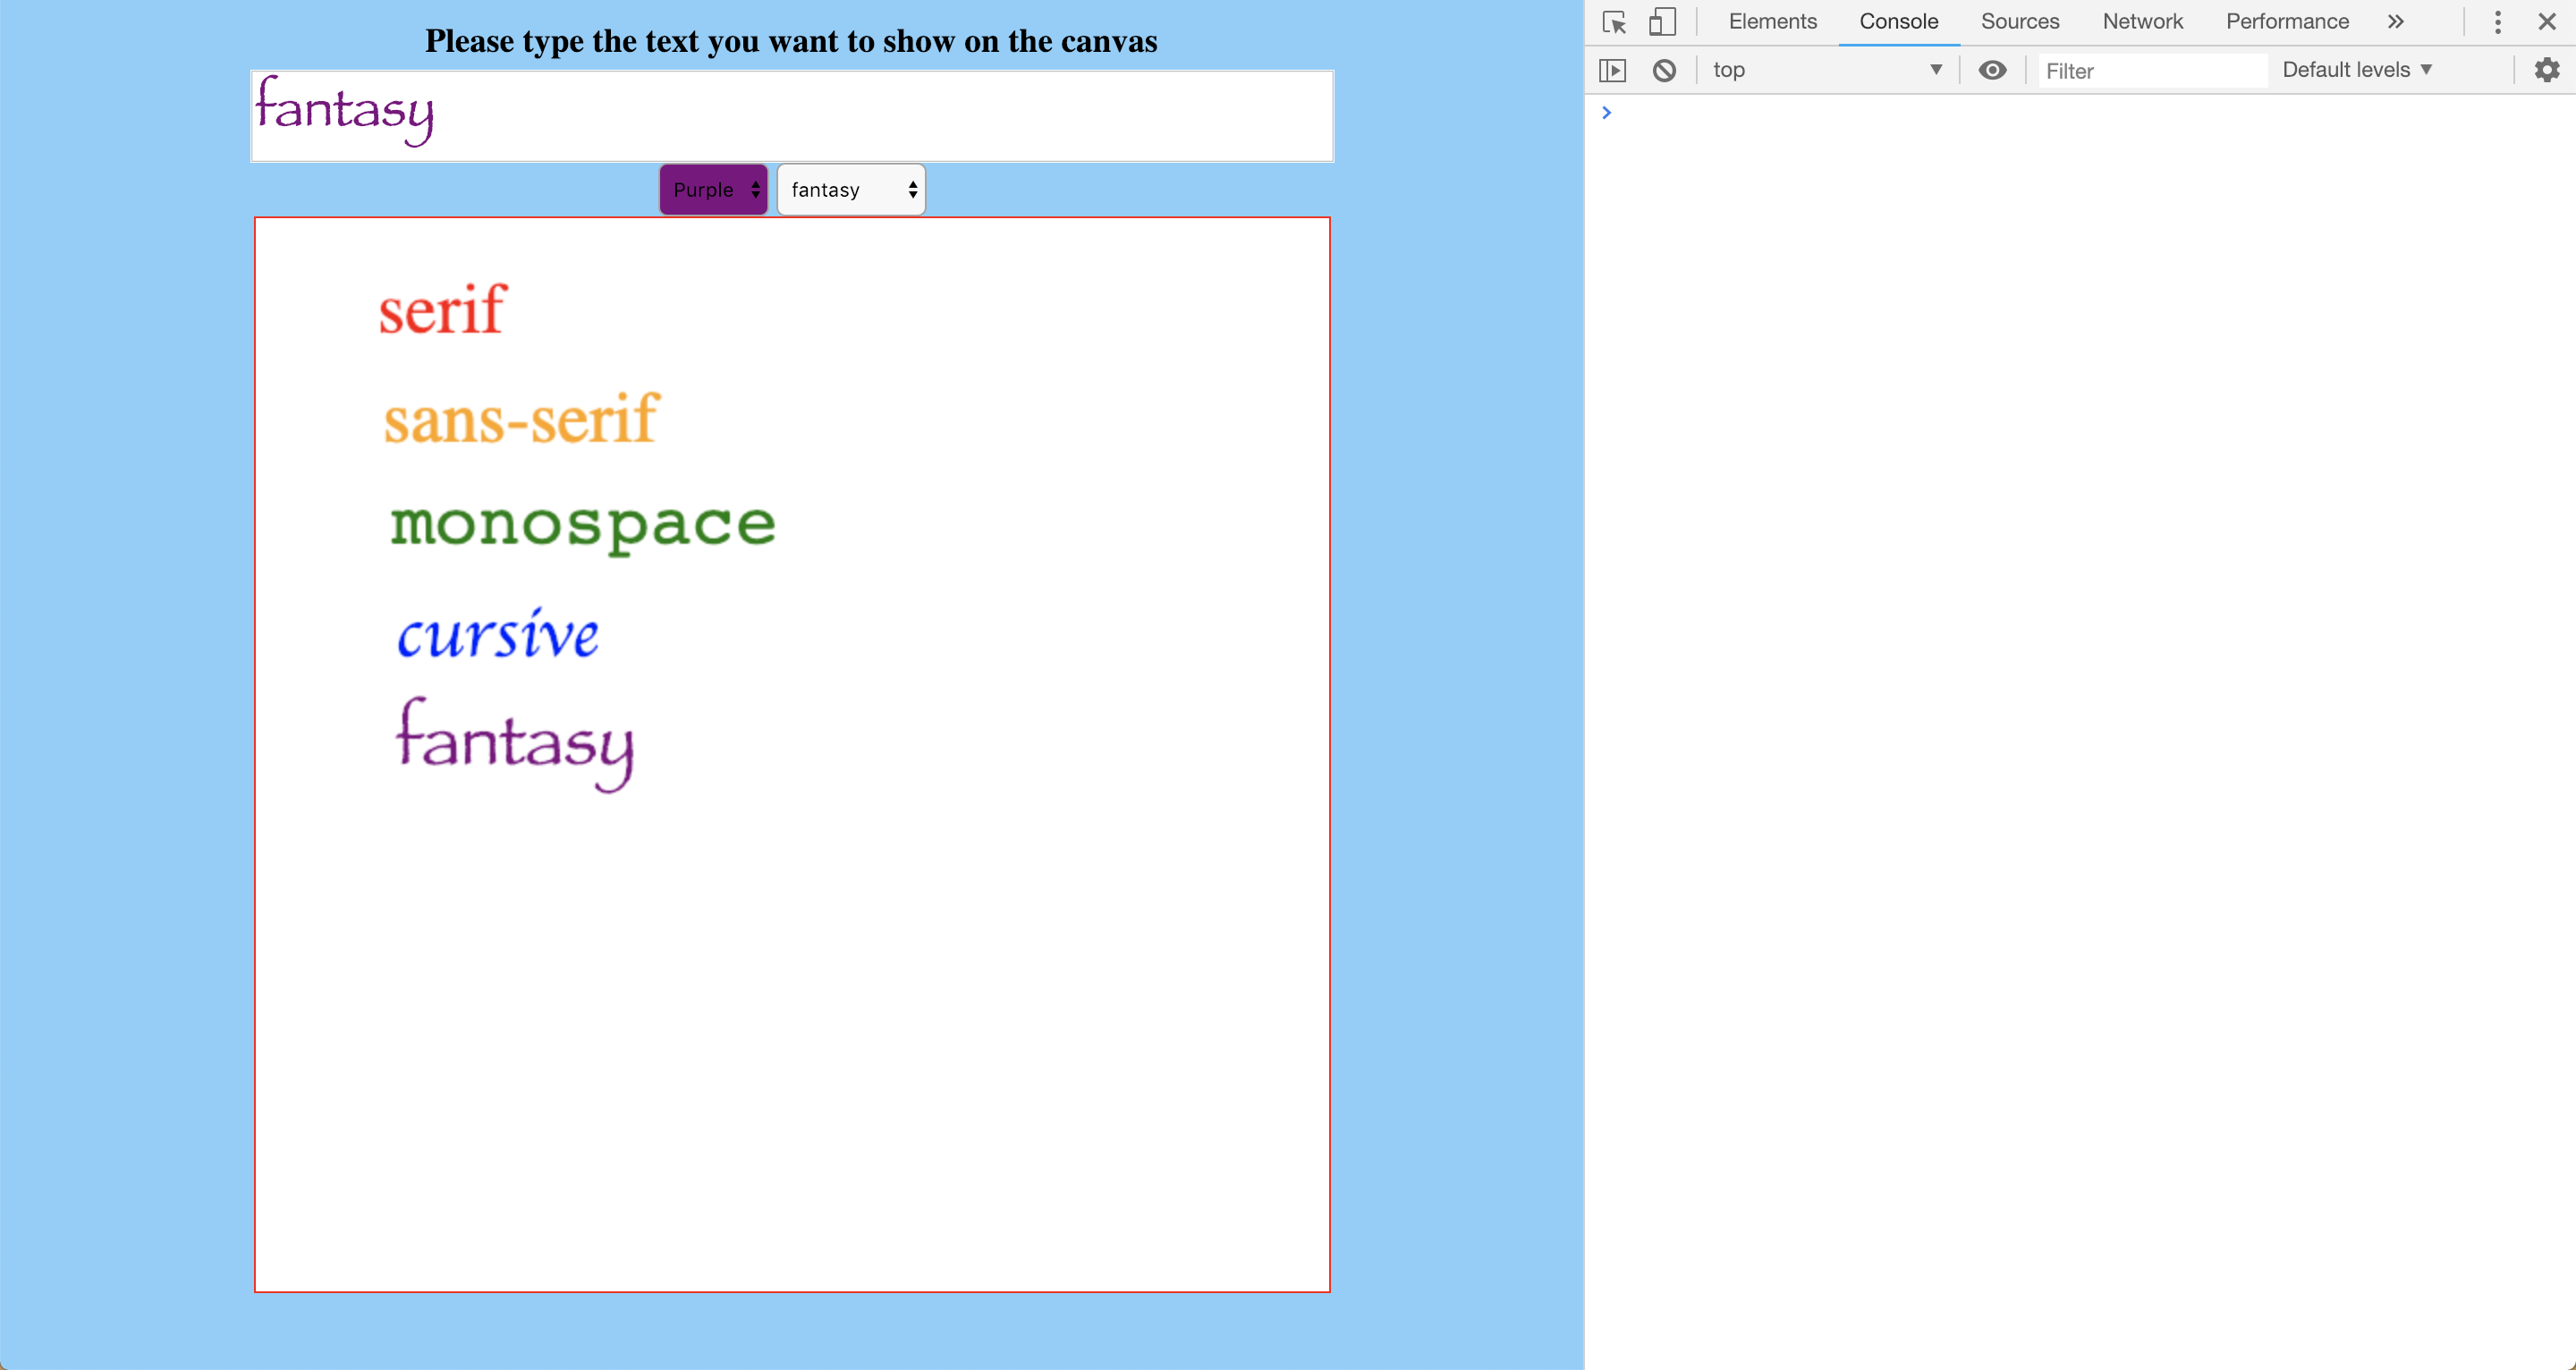 Please type the text you want to show on the canvas
fantasy
Purple fantasy
serif
sans-serif
monospace
cursive
fantasy
Elements Console Sources Network Performance »
top Filter Default levels